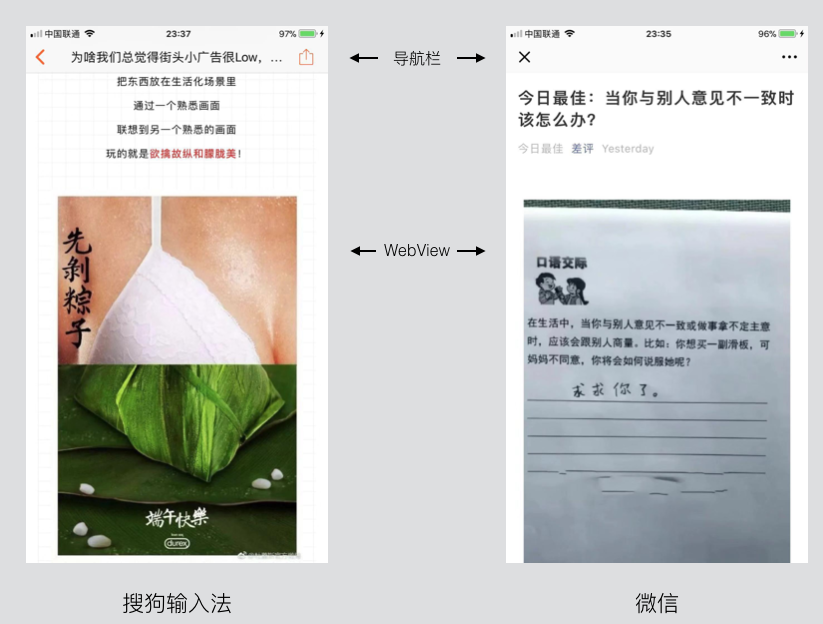 中国联通 23:37 97%
为啥我们总觉得街头小广告很Low，...
把东西放在生活化场景里
通过一个熟悉画面
联想到另一个熟悉的画面
玩的就是欲擒故纵和朦胧美！
先剥粽子
端午快樂
durex
导航栏
WebView
中国联通 23:35 96%
今日最佳：当你与别人意见不一致时
该怎么办？
今日最佳 差评 Yesterday
口语交际
在生活中，当你与别人意见不一致或做事拿不定主意
时，应该会跟别人商量。比如：你想买一副滑板，可
妈妈不同意，你将会如何说服她呢？
求求你了。
搜狗输入法
微信